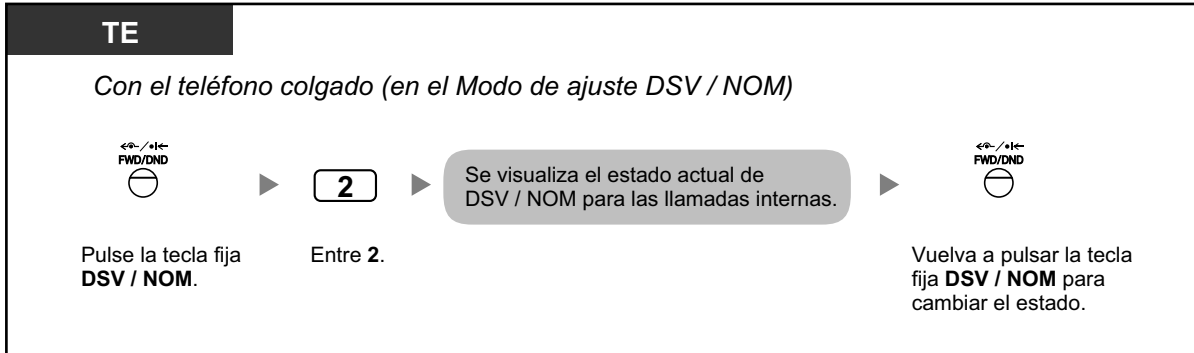 TE
Con el teléfono colgado (en el Modo de ajuste DSV / NOM)
FWD/DND
2
Se visualiza el estado actual de
DSV / NOM para las llamadas internas.
FWD/DND
Pulse la tecla fija
DSV / NOM.
Entre 2.
Vuelva a pulsar la tecla
fija DSV / NOM para
cambiar el estado.